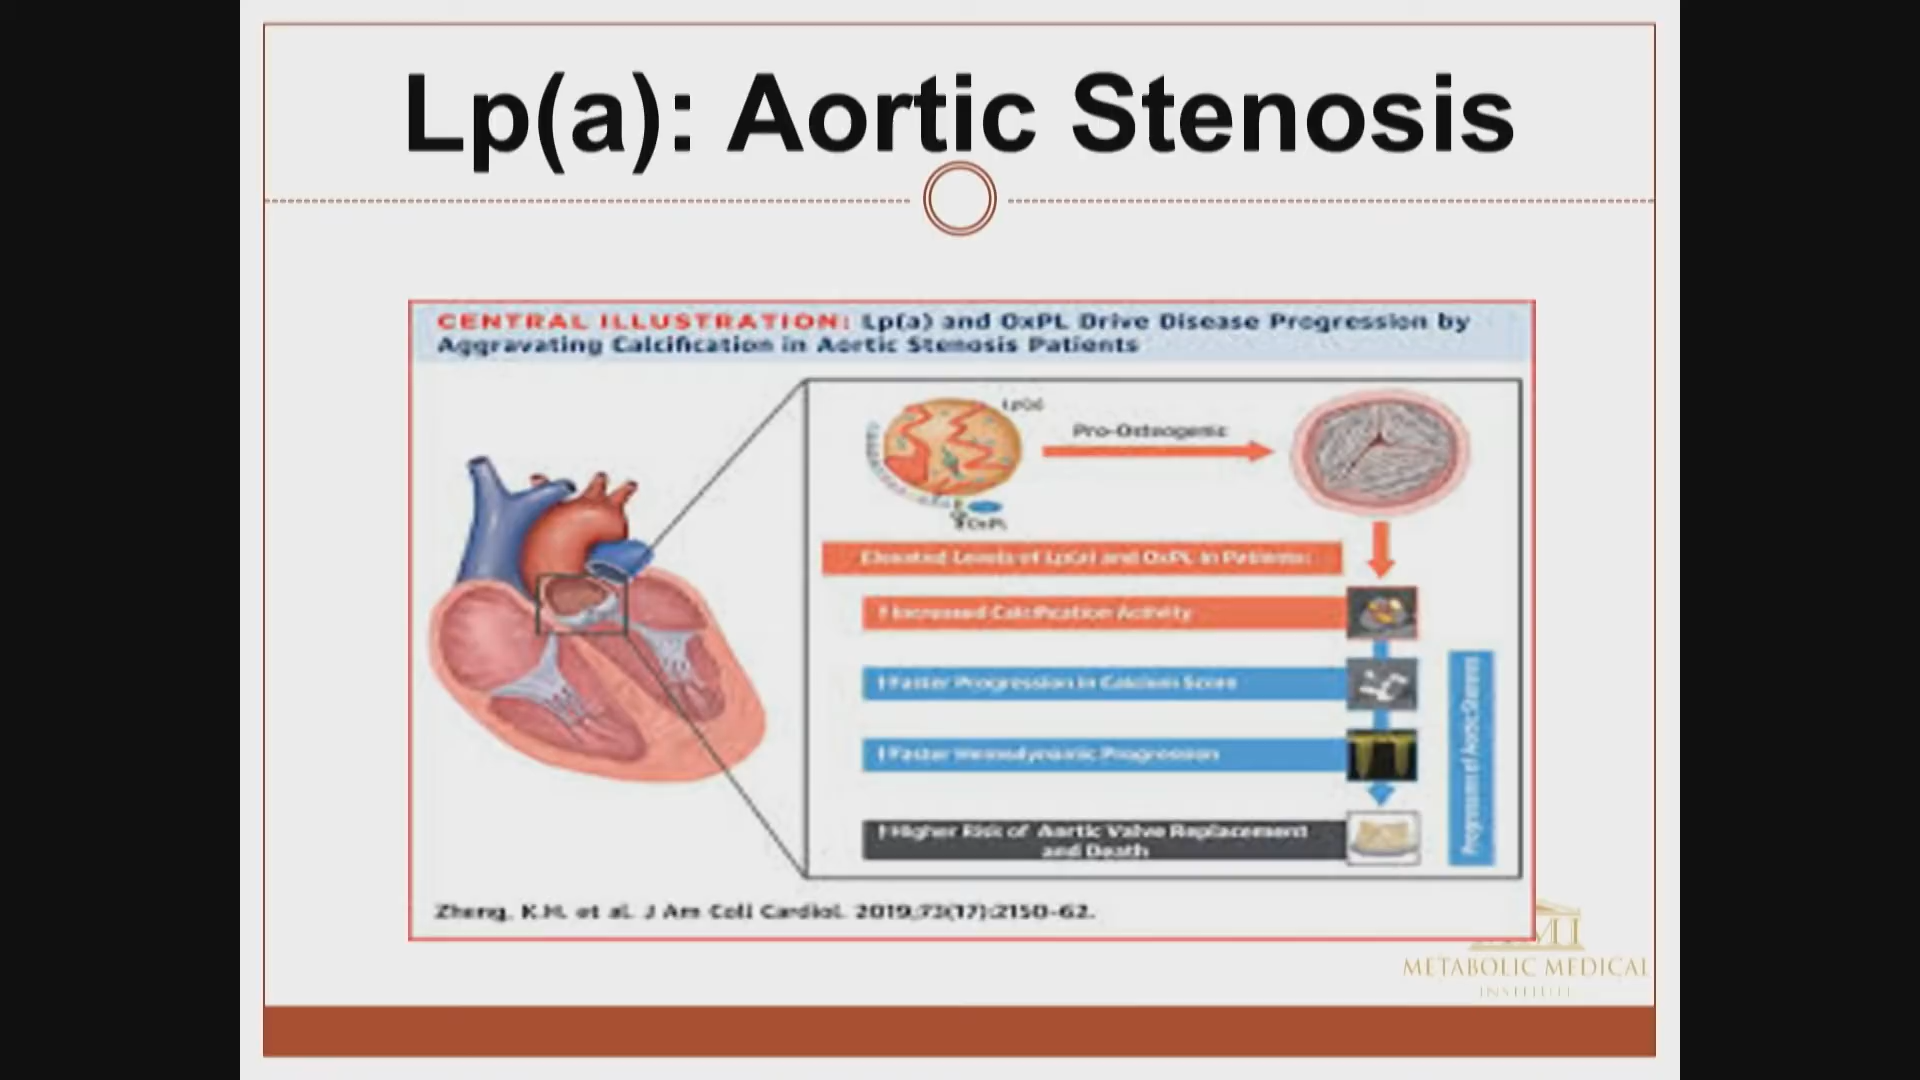 Lp(a): Aortic Stenosis
CENTRAL ILLUSTRATION: Lp(a) and OxPL Drive Disease Progression by
Aggravating Calcification in Aortic Stenosis Patients
Lp(a)
Pro-Osteogenic
OxPL
Elevated Levels of Lp(a) and OxPL in Patients:
↑Increased Calcification Activity
↑Faster Progression in Calcium Score
↑Faster Hemodynamic Progression
↑Higher Risk of Aortic Valve Replacement
and Death
Progression of Aortic Stenosis
Zheng, K.H. et al. J Am Coll Cardiol. 2019;73(17):2150-62.
METABOLIC MEDICAL
INSTITUTE